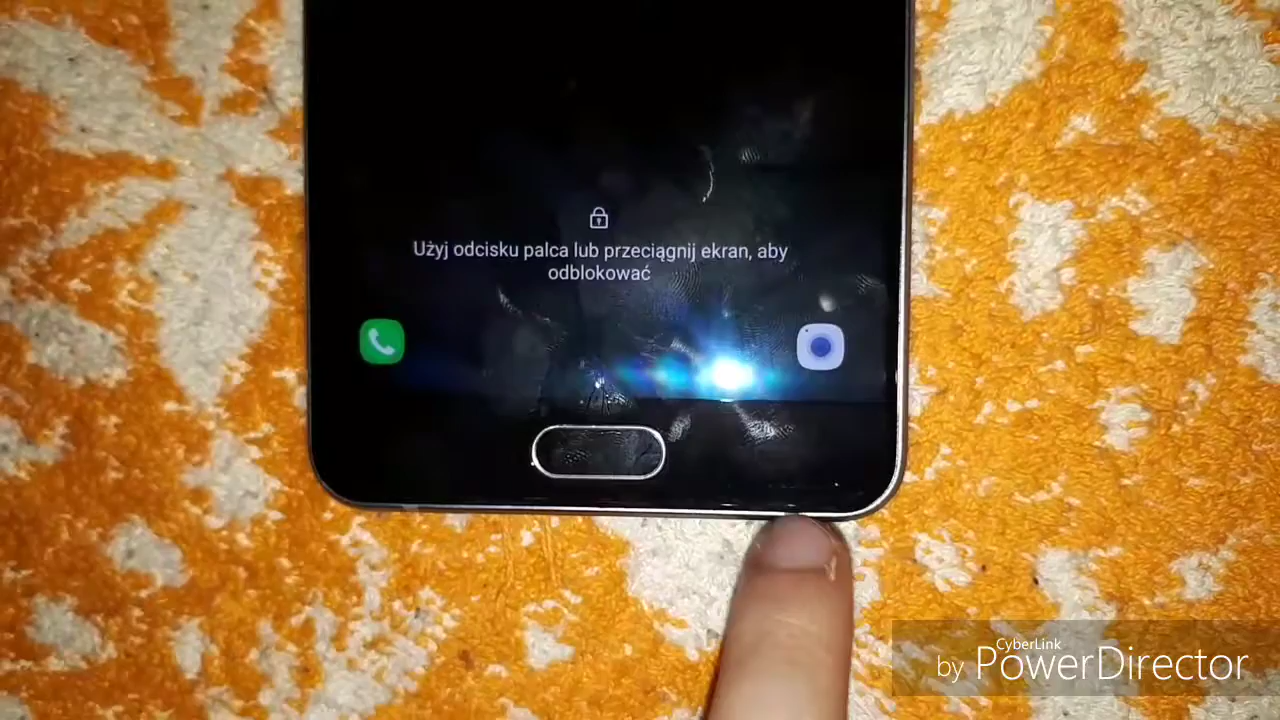 Użyj odcisku palca lub przeciągnij ekran, aby
odblokować
CyberLink
by PowerDirector